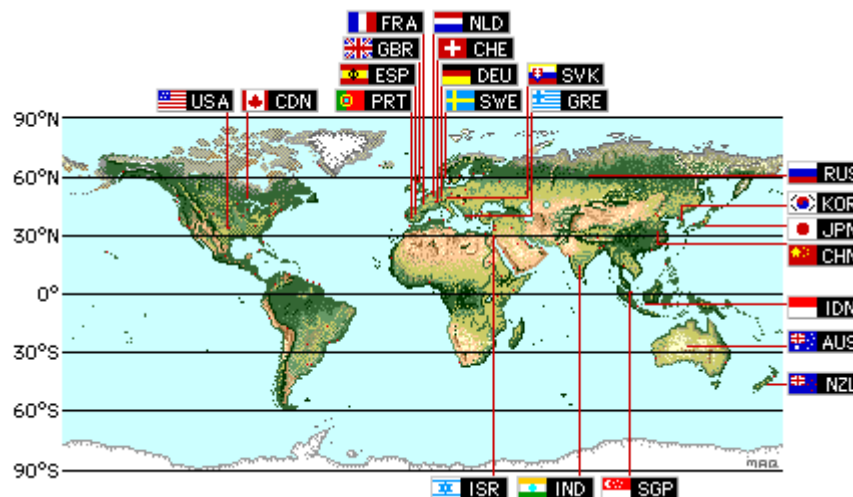 FRA NLD
GBR CHE
ESP DEU SVK
USA CDN PRT SWE GRE
90°N
60°N
RUS
KOR
JPN
30°N
CHN
0°
IDN
AUS
30°S
NZL
60°S
MAQ
90°S
ISR IND SGP